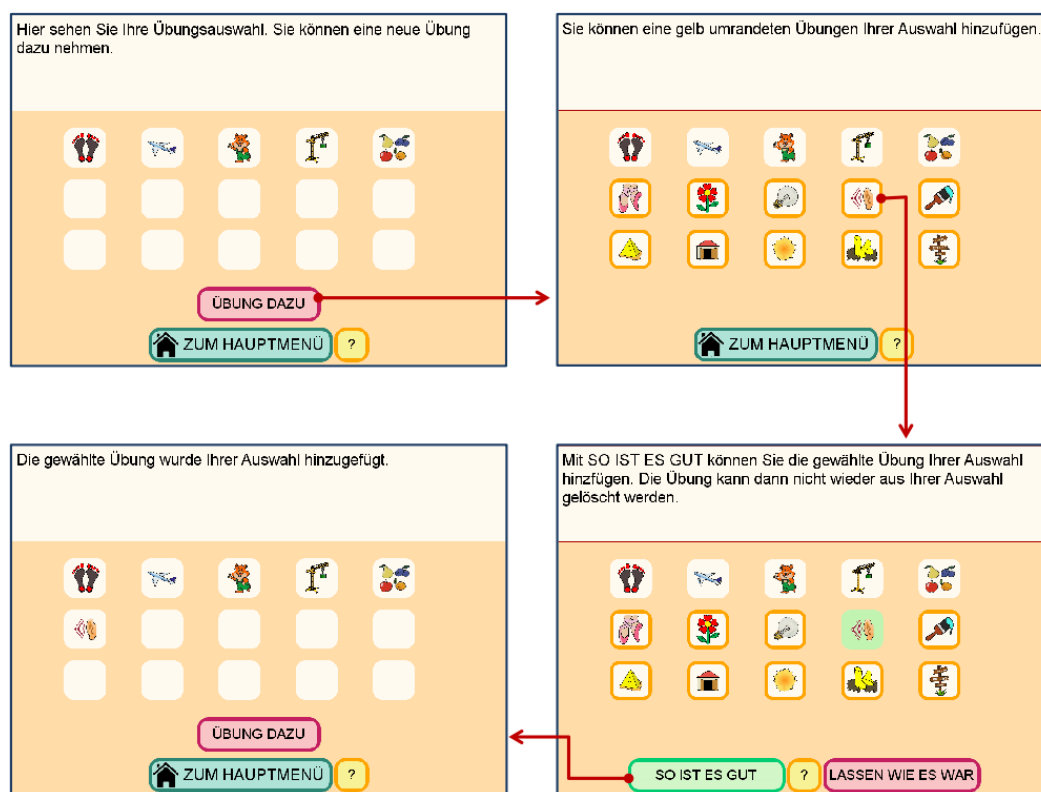 Hier sehen Sie Ihre Übungsauswahl. Sie können eine neue Übung
dazu nehmen.
ÜBUNG DAZU
ZUM HAUPTMENÜ
?
Sie können eine gelb umrandeten Übungen Ihrer Auswahl hinzufügen.
ZUM HAUPTMENÜ
?
Die gewählte Übung wurde Ihrer Auswahl hinzugefügt.
ÜBUNG DAZU
ZUM HAUPTMENÜ
?
Mit SO IST ES GUT können Sie die gewählte Übung Ihrer Auswahl
hinzfügen. Die Übung kann dann nicht wieder aus Ihrer Auswahl
gelöscht werden.
SO IST ES GUT
?
LASSEN WIE ES WAR